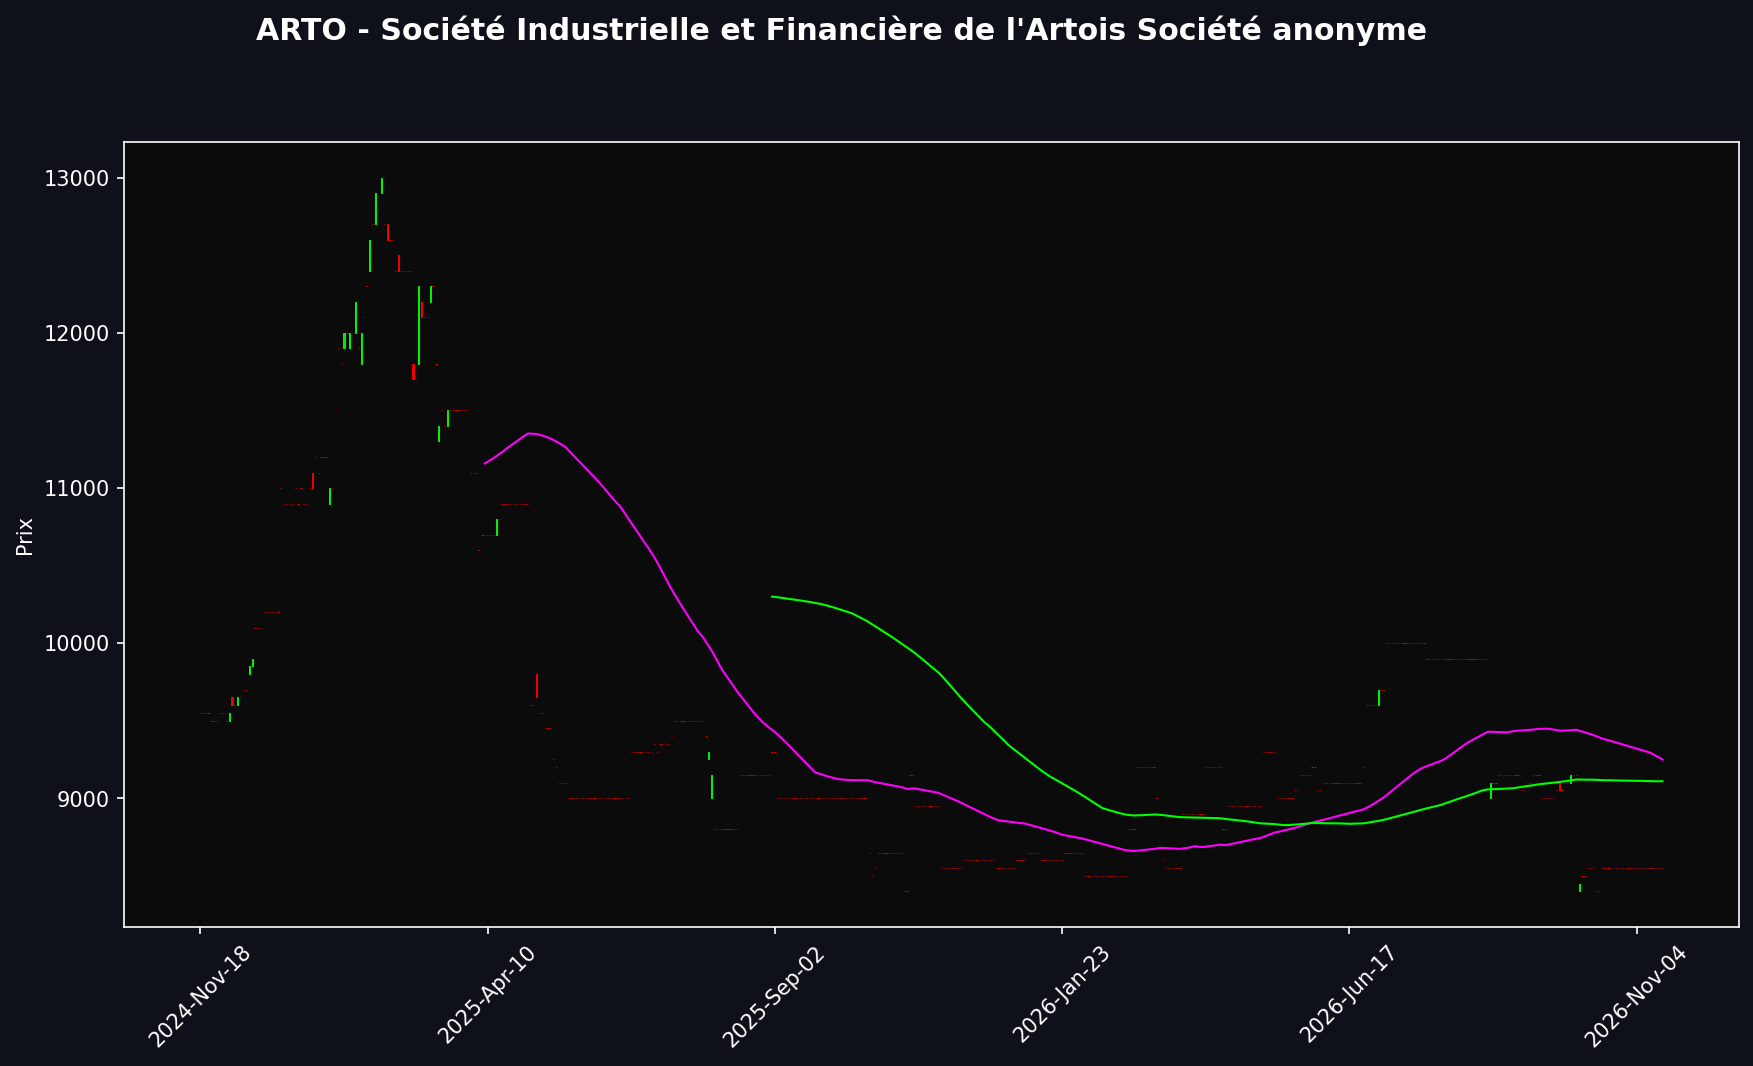 ARTO - Société Industrielle et Financière de l'Artois Société anonyme
Prix
13000
12000
11000
10000
9000
2024-Nov-18
2025-Apr-10
2025-Sep-02
2026-Jan-23
2026-Jun-17
2026-Nov-04